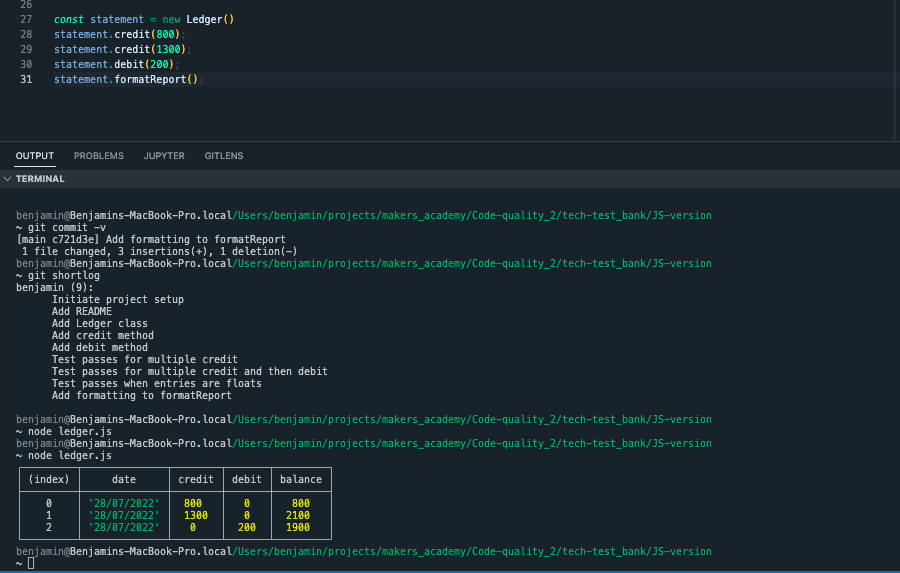 26
27 const statement = new Ledger()
28 statement.credit(800);
29 statement.credit(1300);
30 statement.debit(200);
31 statement.formatReport();
OUTPUT PROBLEMS JUPYTER GITLENS
TERMINAL
benjamin@Benjamins-MacBook-Pro.local/Users/benjamin/projects/makers_academy/Code-quality_2/tech-test_bank/JS-version
~ git commit -v
[main c721d3e] Add formatting to formatReport
1 file changed, 3 insertions(+), 1 deletion(-)
benjamin@Benjamins-MacBook-Pro.local/Users/benjamin/projects/makers_academy/Code-quality_2/tech-test_bank/JS-version
~ git shortlog
benjamin (9):
Initiate project setup
Add README
Add Ledger class
Add credit method
Add debit method
Test passes for multiple credit
Test passes for multiple credit and then debit
Test passes when entries are floats
Add formatting to formatReport
benjamin@Benjamins-MacBook-Pro.local/Users/benjamin/projects/makers_academy/Code-quality_2/tech-test_bank/JS-version
~ node ledger.js
benjamin@Benjamins-MacBook-Pro.local/Users/benjamin/projects/makers_academy/Code-quality_2/tech-test_bank/JS-version
~ node ledger.js
(index) date credit debit balance
0 '28/07/2022' 800 0 800
1 '28/07/2022' 1300 0 2100
2 '28/07/2022' 0 200 1900
benjamin@Benjamins-MacBook-Pro.local/Users/benjamin/projects/makers_academy/Code-quality_2/tech-test_bank/JS-version
~